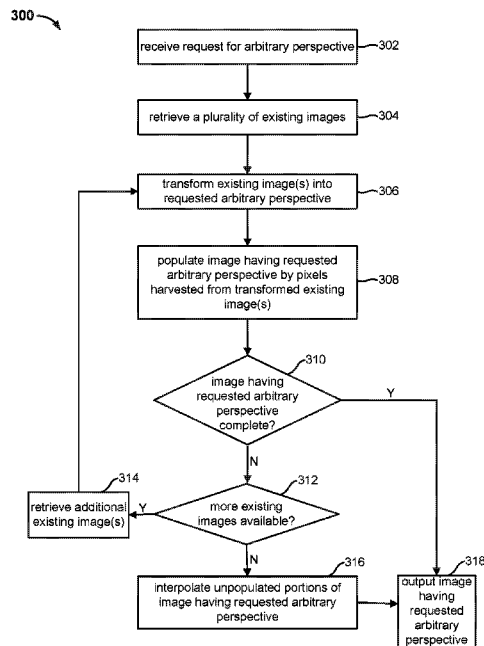 300
receive request for arbitrary perspective
302
retrieve a plurality of existing images
304
transform existing image(s) into
requested arbitrary perspective
306
populate image having requested
arbitrary perspective by pixels
harvested from transformed existing
image(s)
308
310
image having
requested arbitrary
perspective
complete?
Y
N
314
retrieve additional
existing image(s)
Y
312
more existing
images available?
N
316
interpolate unpopulated portions of
image having requested arbitrary
perspective
318
output image
having
requested
arbitrary
perspective